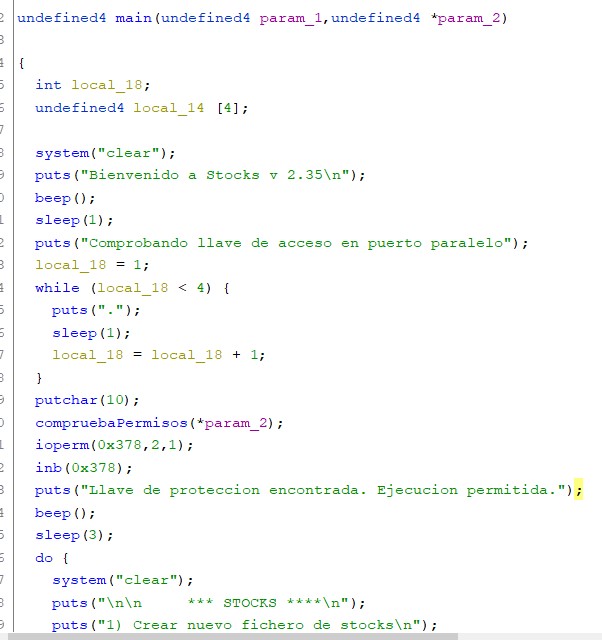 2 undefined4 main(undefined4 param_1,undefined4 *param_2)
3
4 {
5   int local_18;
6   undefined4 local_14 [4];
7
8   system("clear");
9   puts("Bienvenido a Stocks v 2.35\n");
0   beep();
1   sleep(1);
2   puts("Comprobando llave de acceso en puerto paralelo");
3   local_18 = 1;
4   while (local_18 < 4) {
5     puts(".");
6     sleep(1);
7     local_18 = local_18 + 1;
8   }
9   putchar(10);
0   compruebaPermisos(*param_2);
1   ioperm(0x378,2,1);
2   inb(0x378);
3   puts("Llave de proteccion encontrada. Ejecucion permitida.");
4   beep();
5   sleep(3);
6   do {
7     system("clear");
8     puts("\n\n     *** STOCKS ****\n");
9     puts("1) Crear nuevo fichero de stocks\n");